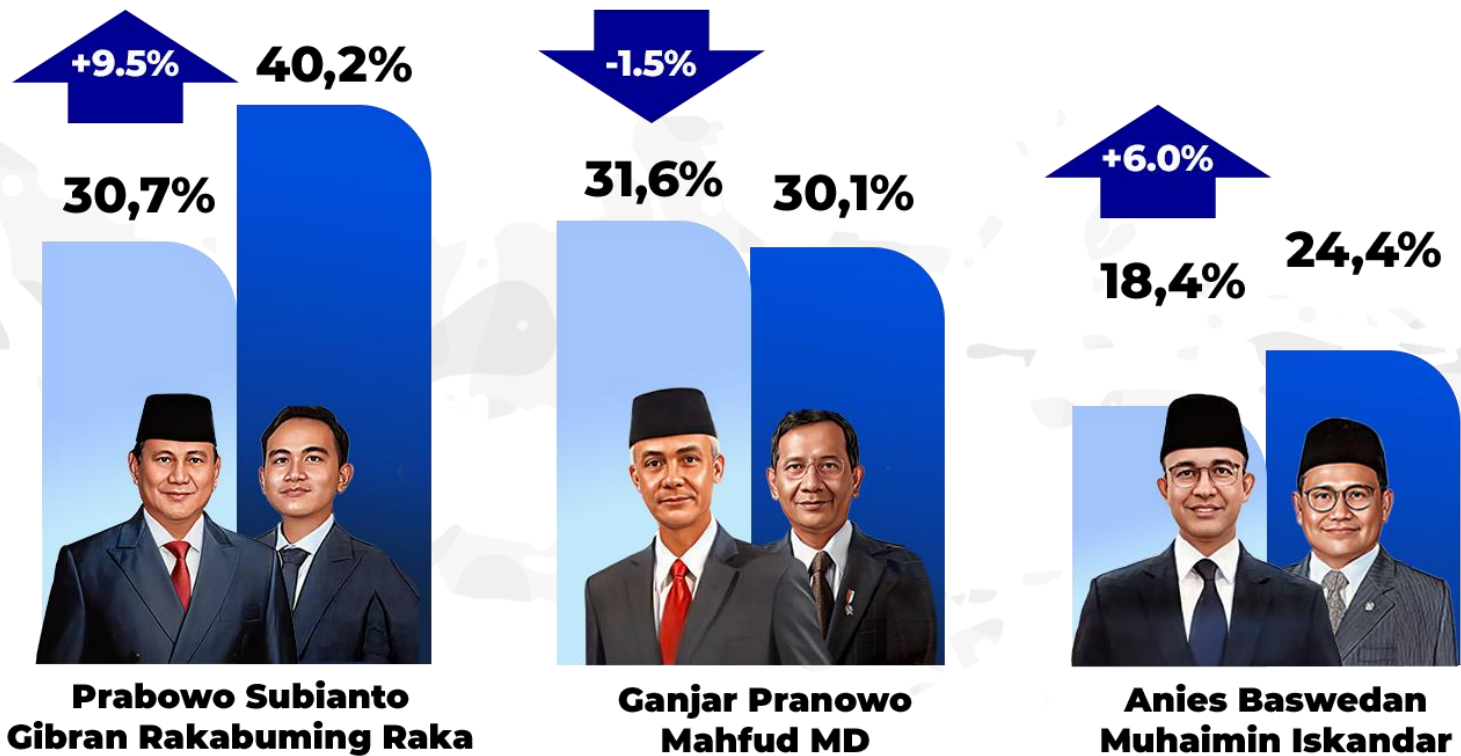 +9.5%
40,2%
30,7%
Prabowo Subianto
Gibran Rakabuming Raka
-1.5%
31,6%
30,1%
Ganjar Pranowo
Mahfud MD
+6.0%
18,4%
24,4%
Anies Baswedan
Muhaimin Iskandar